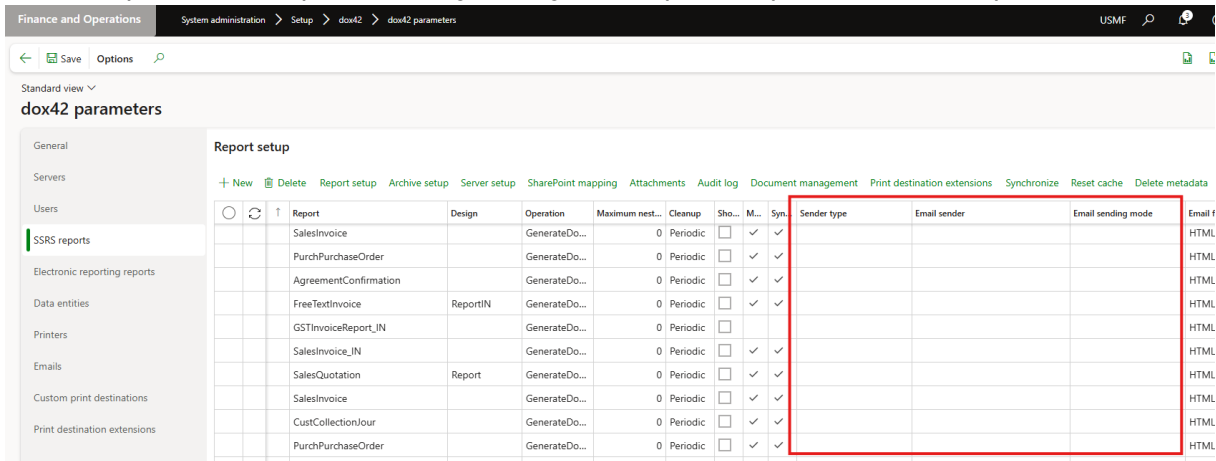 Finance and Operations System administration > Setup > dox42 > dox42 parameters USMF 3
Save Options
Standard view
dox42 parameters
General
Servers
Users
SSRS reports
Electronic reporting reports
Data entities
Printers
Emails
Custom print destinations
Print destination extensions
Report setup
New Delete Report setup Archive setup Server setup SharePoint mapping Attachments Audit log Document management Print destination extensions Synchronize Reset cache Delete metadata
Report Design Operation Maximum nest... Cleanup Sho... M... Syn... Sender type Email sender Email sending mode Email f
SalesInvoice GenerateDo... 0 Periodic HTML
PurchPurchaseOrder GenerateDo... 0 Periodic HTML
AgreementConfirmation GenerateDo... 0 Periodic HTML
FreeTextInvoice ReportIN GenerateDo... 0 Periodic HTML
GSTInvoiceReport_IN GenerateDo... 0 Periodic HTML
SalesInvoice_IN GenerateDo... 0 Periodic HTML
SalesQuotation Report GenerateDo... 0 Periodic HTML
SalesInvoice GenerateDo... 0 Periodic HTML
CustCollectionJour GenerateDo... 0 Periodic HTML
PurchPurchaseOrder GenerateDo... 0 Periodic HTML